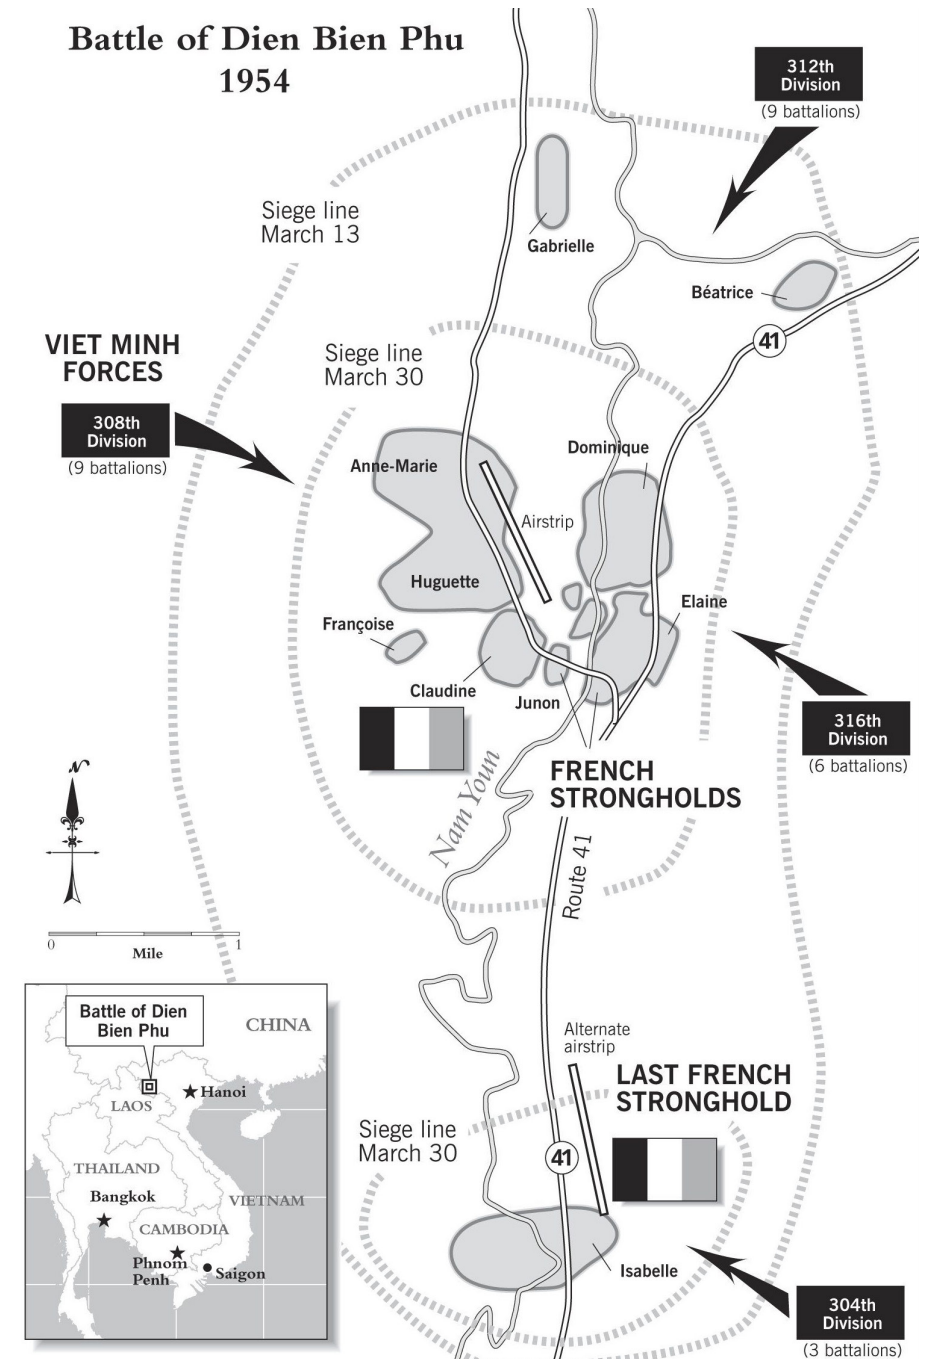 Battle of Dien Bien Phu
1954
312th
Division
(9 battalions)
Siege line
March 13
Gabrielle
Béatrice
41
VIET MINH
FORCES
308th
Division
(9 battalions)
Siege line
March 30
Anne-Marie
Dominique
Airstrip
Huguette
Elaine
Françoise
Claudine
Junon
316th
Division
(6 battalions)
FRENCH
STRONGHOLDS
Nam Youn
Route 41
N
0 1
Mile
Battle of Dien
Bien Phu
CHINA
Hanoi
LAOS
THAILAND
Bangkok
VIETNAM
CAMBODIA
Phnom
Penh
Saigon
Alternate
airstrip
LAST FRENCH
STRONGHOLD
Siege line
March 30
41
Isabelle
304th
Division
(3 battalions)